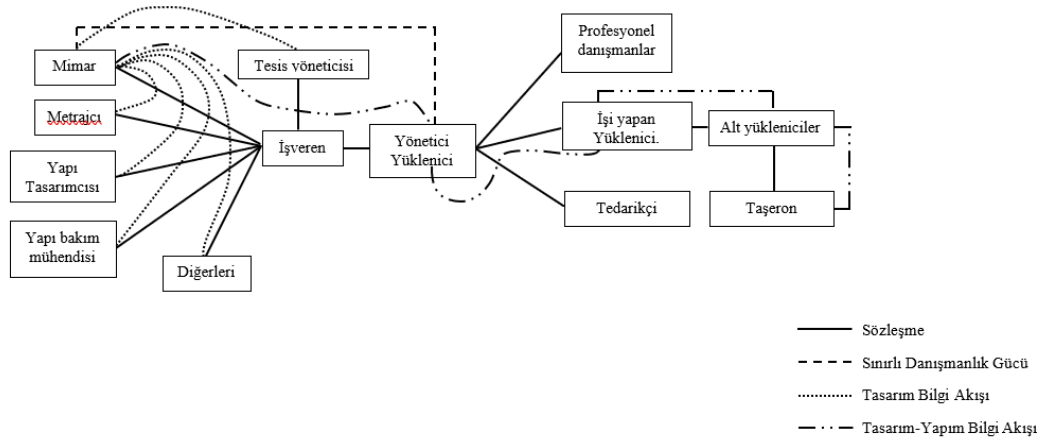 Profesyonel
danışmanlar
Mimar
Tesis yöneticisi
Metrajcı
İşi yapan
Yüklenici.
Alt yükleniciler
İşveren
Yönetici
Yüklenici
Yapı
Tasarımcısı
Tedarikçi
Taşeron
Yapı bakım
mühendisi
Diğerleri
Sözleşme
Sınırlı Danışmanlık Gücü
Tasarım Bilgi Akışı
Tasarım-Yapım Bilgi Akışı